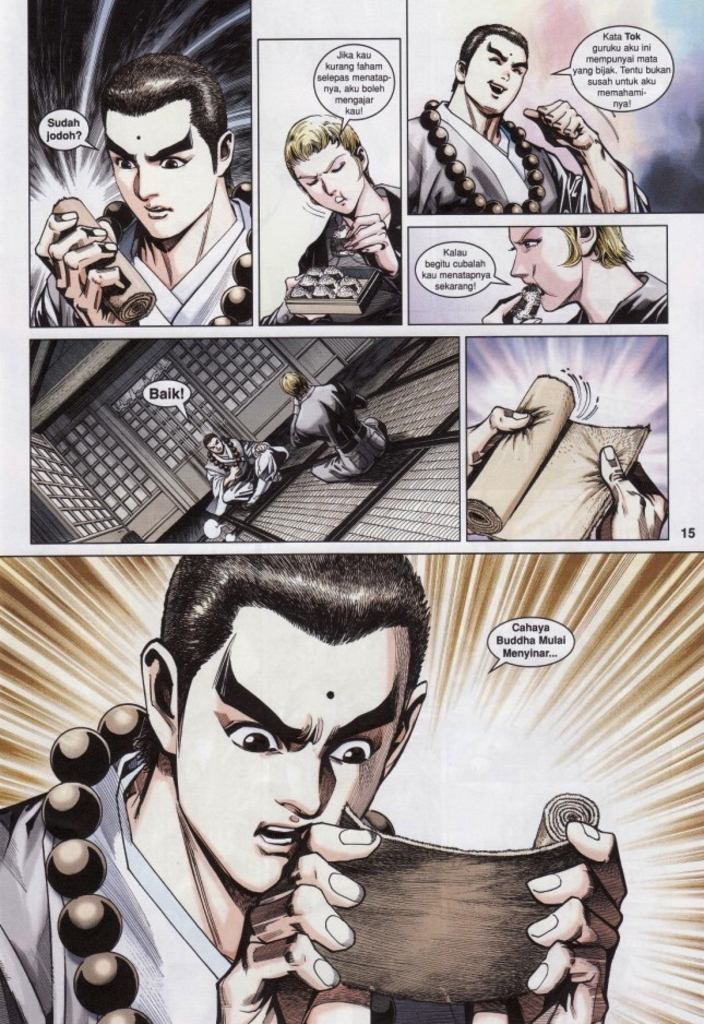 Sudah
jodoh?
Jika kau
kurang faham
selepas menatap-
nya, aku boleh
mengajar
kau!
Kata Tok
guruku aku ini
mempunyai mata
yang bijak. Tentu bukan
susah untuk aku
memahami-
nya!
Kalau
begitu cubalah
kau menatapnya
sekarang!
Baik!
15
Cahaya
Buddha Mulai
Menyinar...